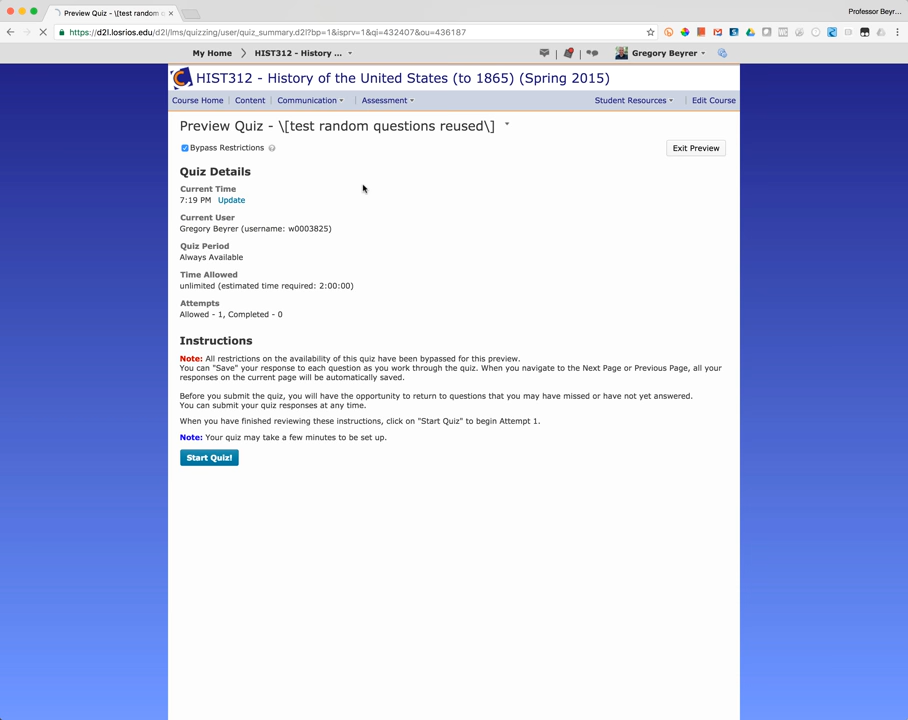 Preview Quiz - \[test random q
Professor Beyr...
https://d2l.losrios.edu/d2l/lms/quizzing/user/quiz_summary.d2l?bp=1&isprv=1&qi=432407&ou=436187
My Home HIST312 - History ... Gregory Beyrer
HIST312 - History of the United States (to 1865) (Spring 2015)
Course Home Content Communication Assessment Student Resources Edit Course
Preview Quiz - \[test random questions reused\]
Bypass Restrictions ? Exit Preview
Quiz Details
Current Time
7:19 PM Update
Current User
Gregory Beyrer (username: w0003825)
Quiz Period
Always Available
Time Allowed
unlimited (estimated time required: 2:00:00)
Attempts
Allowed - 1, Completed - 0
Instructions
Note: All restrictions on the availability of this quiz have been bypassed for this preview.
You can "Save" your response to each question as you work through the quiz. When you navigate to the Next Page or Previous Page, all your
responses on the current page will be automatically saved.
Before you submit the quiz, you will have the opportunity to return to questions that you may have missed or have not yet answered.
You can submit your quiz responses at any time.
When you have finished reviewing these instructions, click on "Start Quiz" to begin Attempt 1.
Note: Your quiz may take a few minutes to be set up.
Start Quiz!